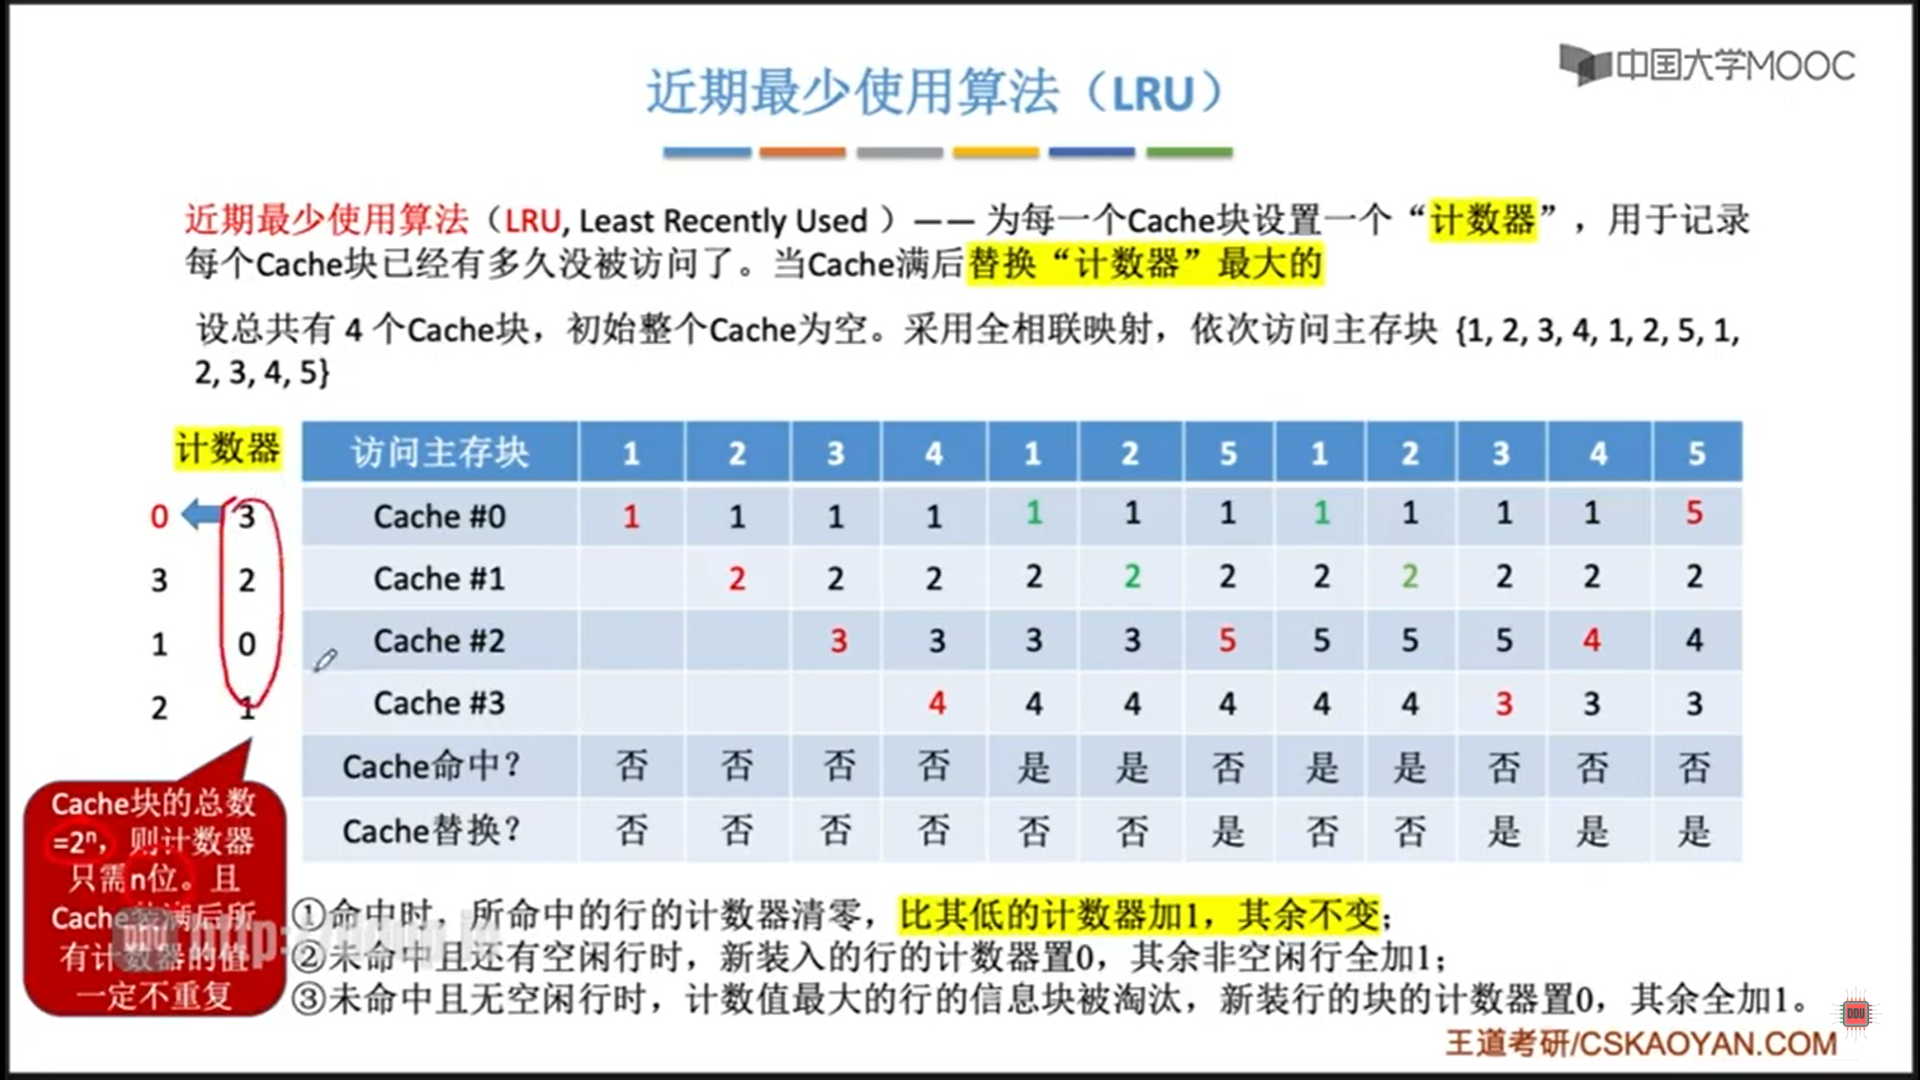 中国大学MOOC
近期最少使用算法（LRU）
近期最少使用算法（LRU, Least Recently Used ）—— 为每一个Cache块设置一个“计数器”，用于记录
每个Cache块已经有多久没被访问了。当Cache满后替换“计数器”最大的
设总共有 4 个Cache块，初始整个Cache为空。采用全相联映射，依次访问主存块 {1, 2, 3, 4, 1, 2, 5, 1,
2, 3, 4, 5}
计数器 访问主存块 1 2 3 4 1 2 5 1 2 3 4 5
0 3 Cache #0 1 1 1 1 1 1 1 1 1 1 1 5
3 2 Cache #1 2 2 2 2 2 2 2 2 2 2 2
1 0 Cache #2 3 3 3 3 5 5 5 5 4 4
2 1 Cache #3 4 4 4 4 4 4 3 3 3
Cache命中? 否 否 否 否 是 是 否 是 是 否 否 否
Cache替换? 否 否 否 否 否 否 是 否 否 是 是 是
Cache块的总数
=2ⁿ，则计数器
只需n位。且
Cache装满后所
有计数器的值
一定不重复
①命中时，所命中的行的计数器清零，比其低的计数器加1，其余不变；
②未命中且还有空闲行时，新装入的行的计数器置0，其余非空闲行全加1；
③未命中且无空闲行时，计数值最大的行的信息块被淘汰，新装行的块的计数器置0，其余全加1。
DDU
王道考研/CSKAOYAN.COM